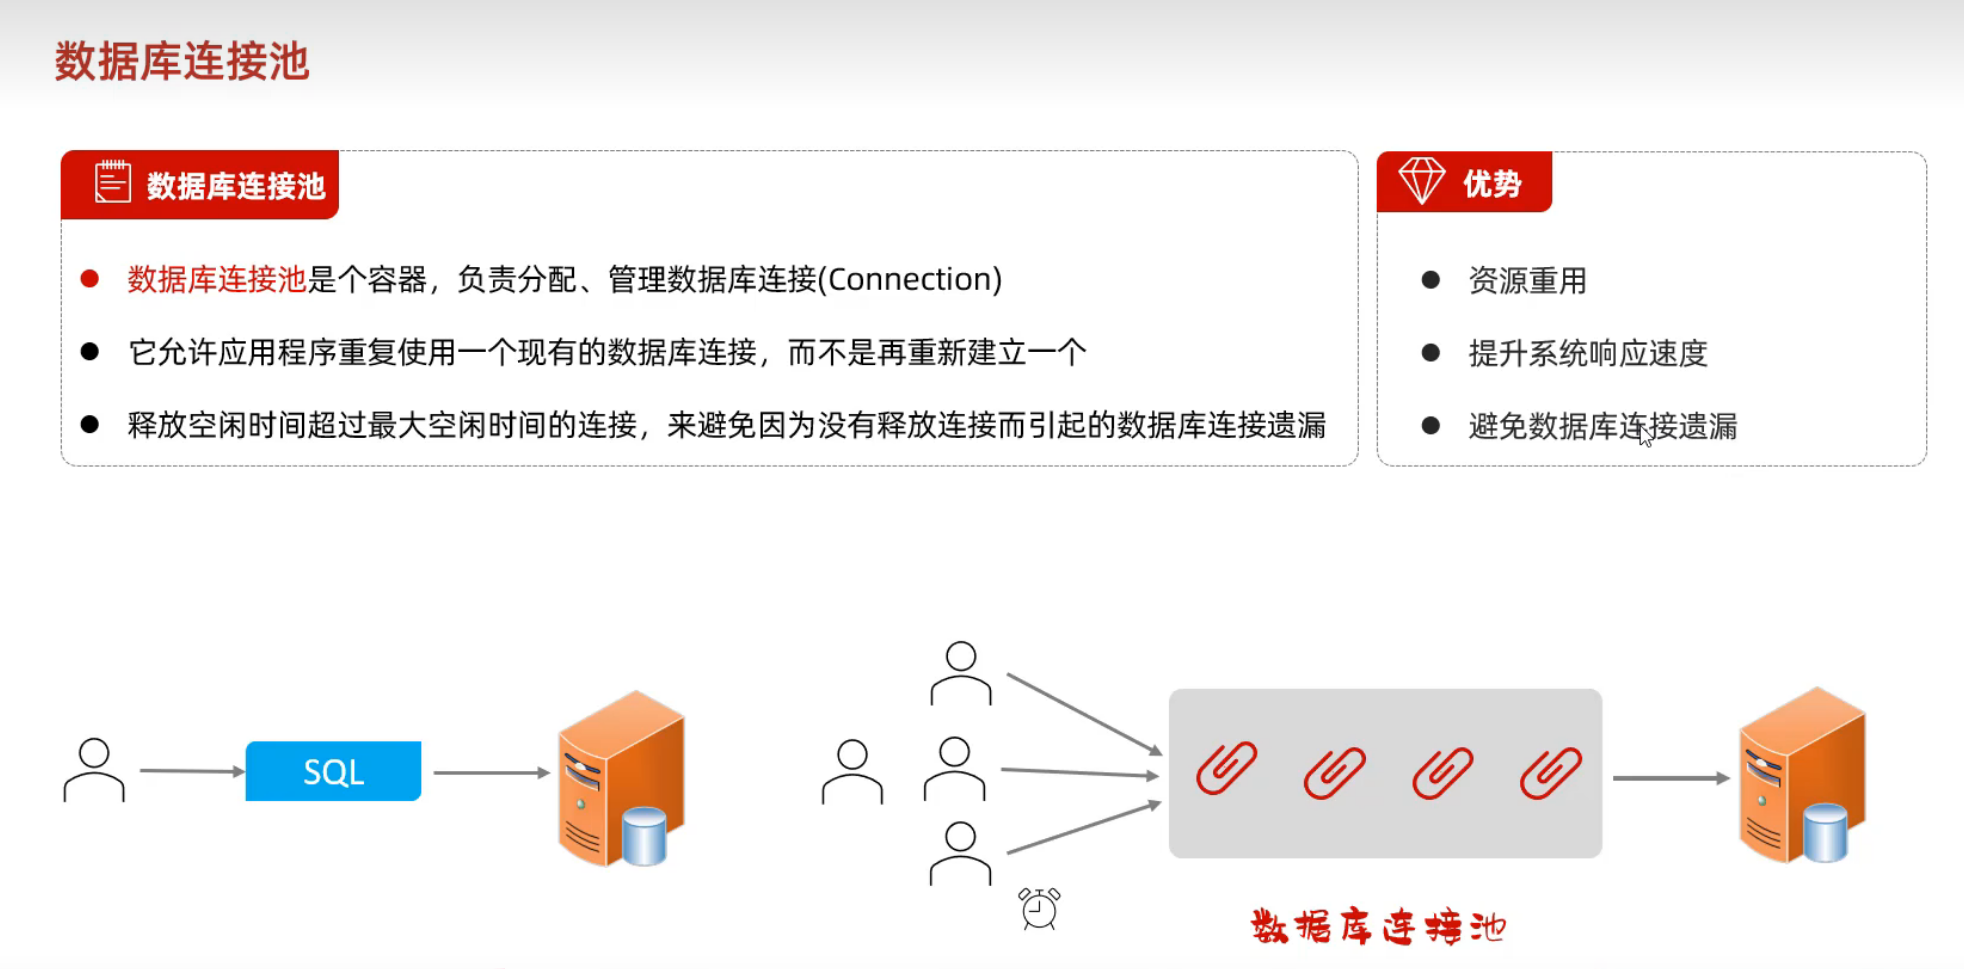 数据库连接池
数据库连接池
数据库连接池是个容器，负责分配、管理数据库连接(Connection)
它允许应用程序重复使用一个现有的数据库连接，而不是再重新建立一个
释放空闲时间超过最大空闲时间的连接，来避免因为没有释放连接而引起的数据库连接遗漏
优势
资源重用
提升系统响应速度
避免数据库连接遗漏
SQL
数据库连接池